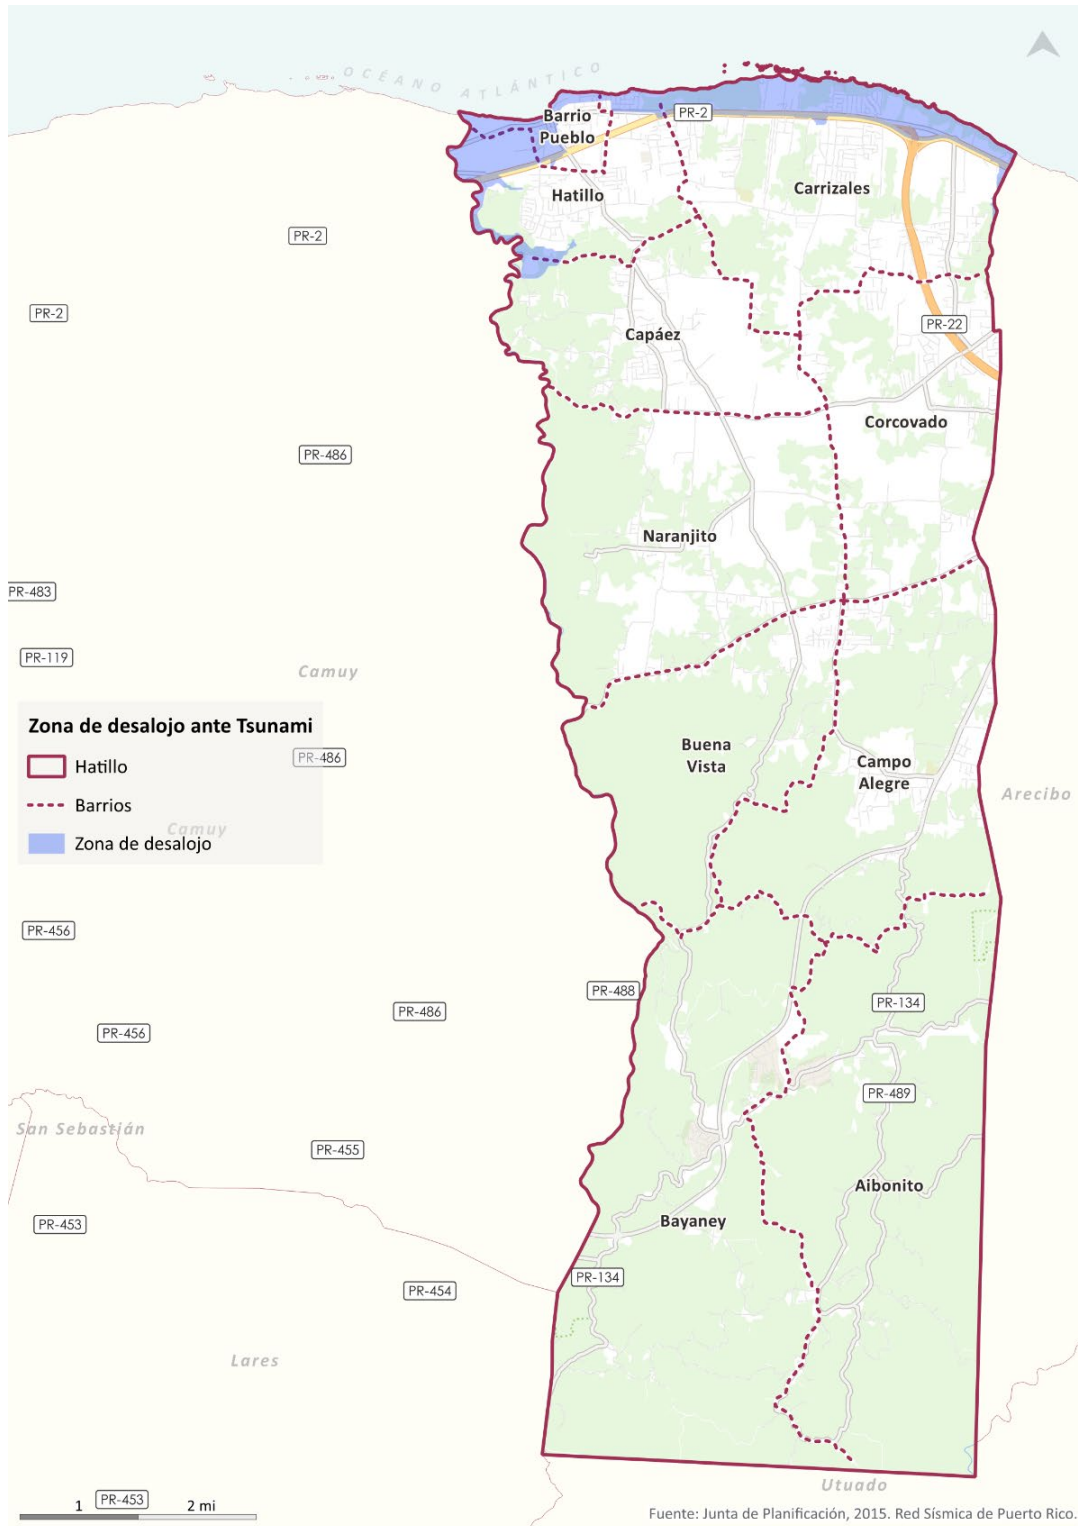 OCÉANO ATLÁNTICO
Barrio
Pueblo
PR-2
Hatillo
Carrizales
PR-2
PR-2
PR-22
Capáez
Corcovado
PR-486
Naranjito
PR-483
PR-119
Camuy
Zona de desalojo ante Tsunami
Hatillo
Barrios
Zona de desalojo
PR-486
Camuy
Buena
Vista
Campo
Alegre
Arecibo
PR-456
PR-488
PR-486
PR-134
PR-456
PR-489
San Sebastián
PR-455
Aibonito
PR-453
Bayaney
PR-134
PR-454
Lares
Utuado
1
2 mi
PR-453
Fuente: Junta de Planificación, 2015. Red Sísmica de Puerto Rico.